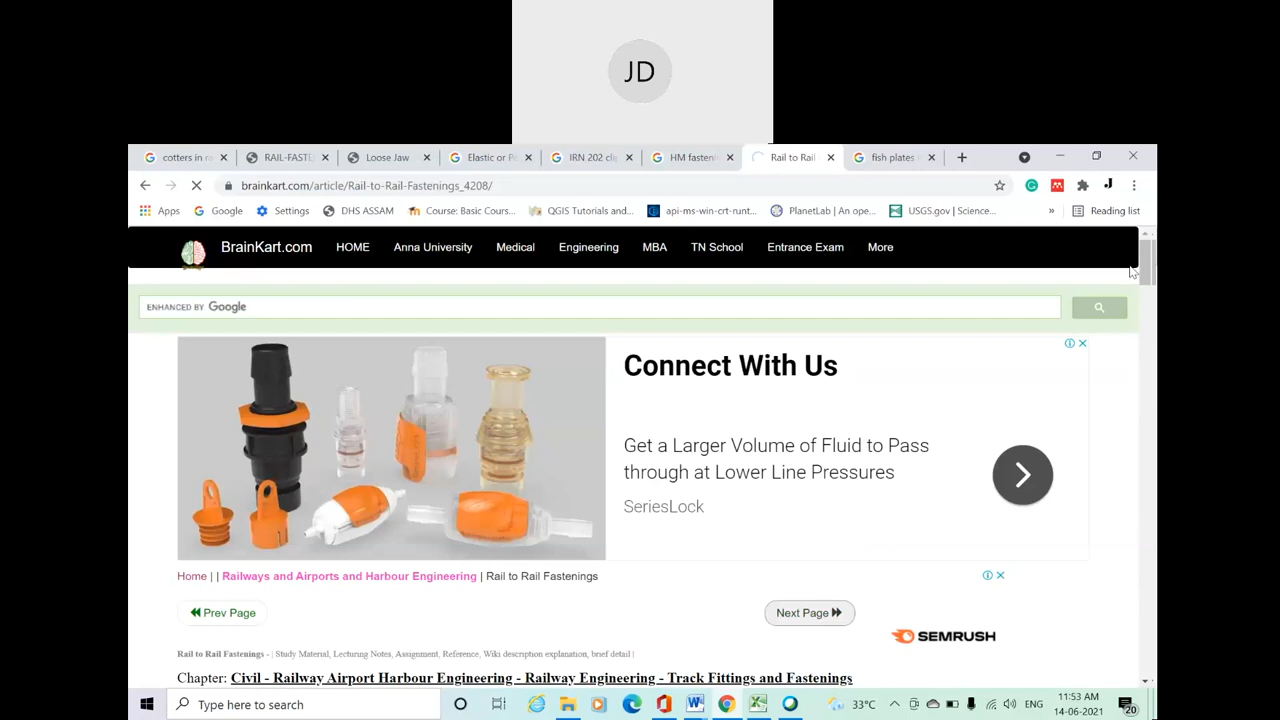 JD
cotters in ra
RAIL-FASTE
Loose Jaw
Elastic or P
IRN 202 cli
HM fasteni
Rail to Rail
fish plates
brainkart.com/article/Rail-to-Rail-Fastenings_4208/
Apps
Google
Settings
DHS ASSAM
Course: Basic Cours...
QGIS Tutorials and...
api-ms-win-crt-runt...
PlanetLab | An ope...
USGS.gov | Science...
»
Reading list
BrainKart.com
HOME
Anna University
Medical
Engineering
MBA
TN School
Entrance Exam
More
ENHANCED BY Google
Connect With Us
Get a Larger Volume of Fluid to Pass
through at Lower Line Pressures
SeriesLock
Home | | Railways and Airports and Harbour Engineering | Rail to Rail Fastenings
Prev Page
Next Page
SEMRUSH
Rail to Rail Fastenings - | Study Material, Lecturing Notes, Assignment, Reference, Wiki description explanation, brief detail |
Chapter: Civil - Railway Airport Harbour Engineering - Railway Engineering - Track Fittings and Fastenings
Type here to search
33°C
ENG
11:53 AM
14-06-2021
20